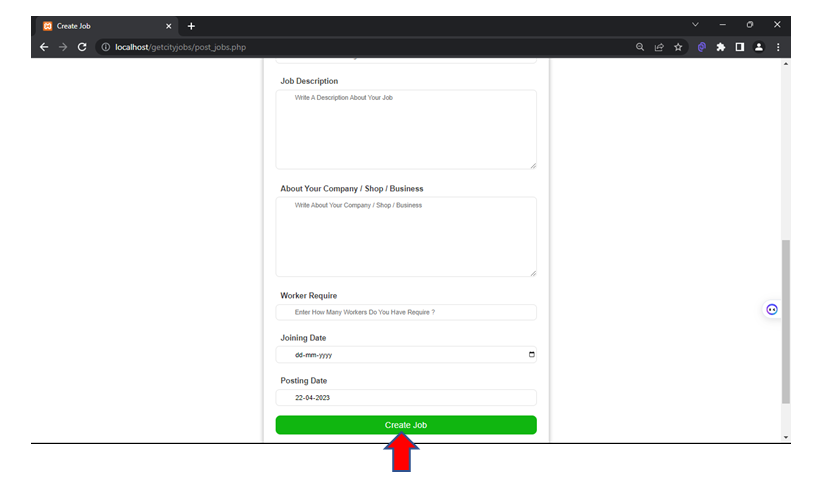 Create Job
localhost/getcityjobs/post_jobs.php
Job Description
Write A Description About Your Job
About Your Company / Shop / Business
Write About Your Company / Shop / Business
Worker Require
Enter How Many Workers Do You Have Require ?
Joining Date
dd-mm-yyyy
Posting Date
22-04-2023
Create Job